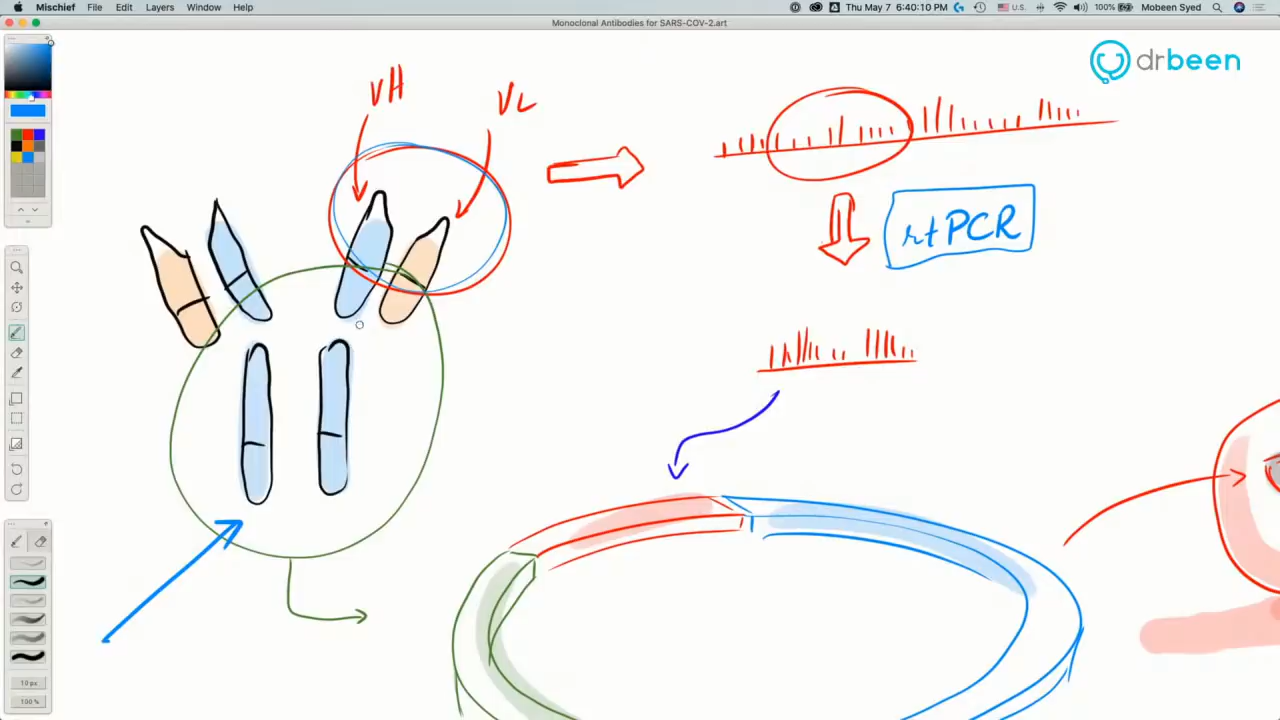 Mischief File Edit Layers Window Help
100% Thu May 7 6:40:10 PM U.S. 100% Mobeen Syed
Monoclonal Antibodies for SARS-COV-2.art
drbeen
VH
VL
rtPCR
10 px
100 %